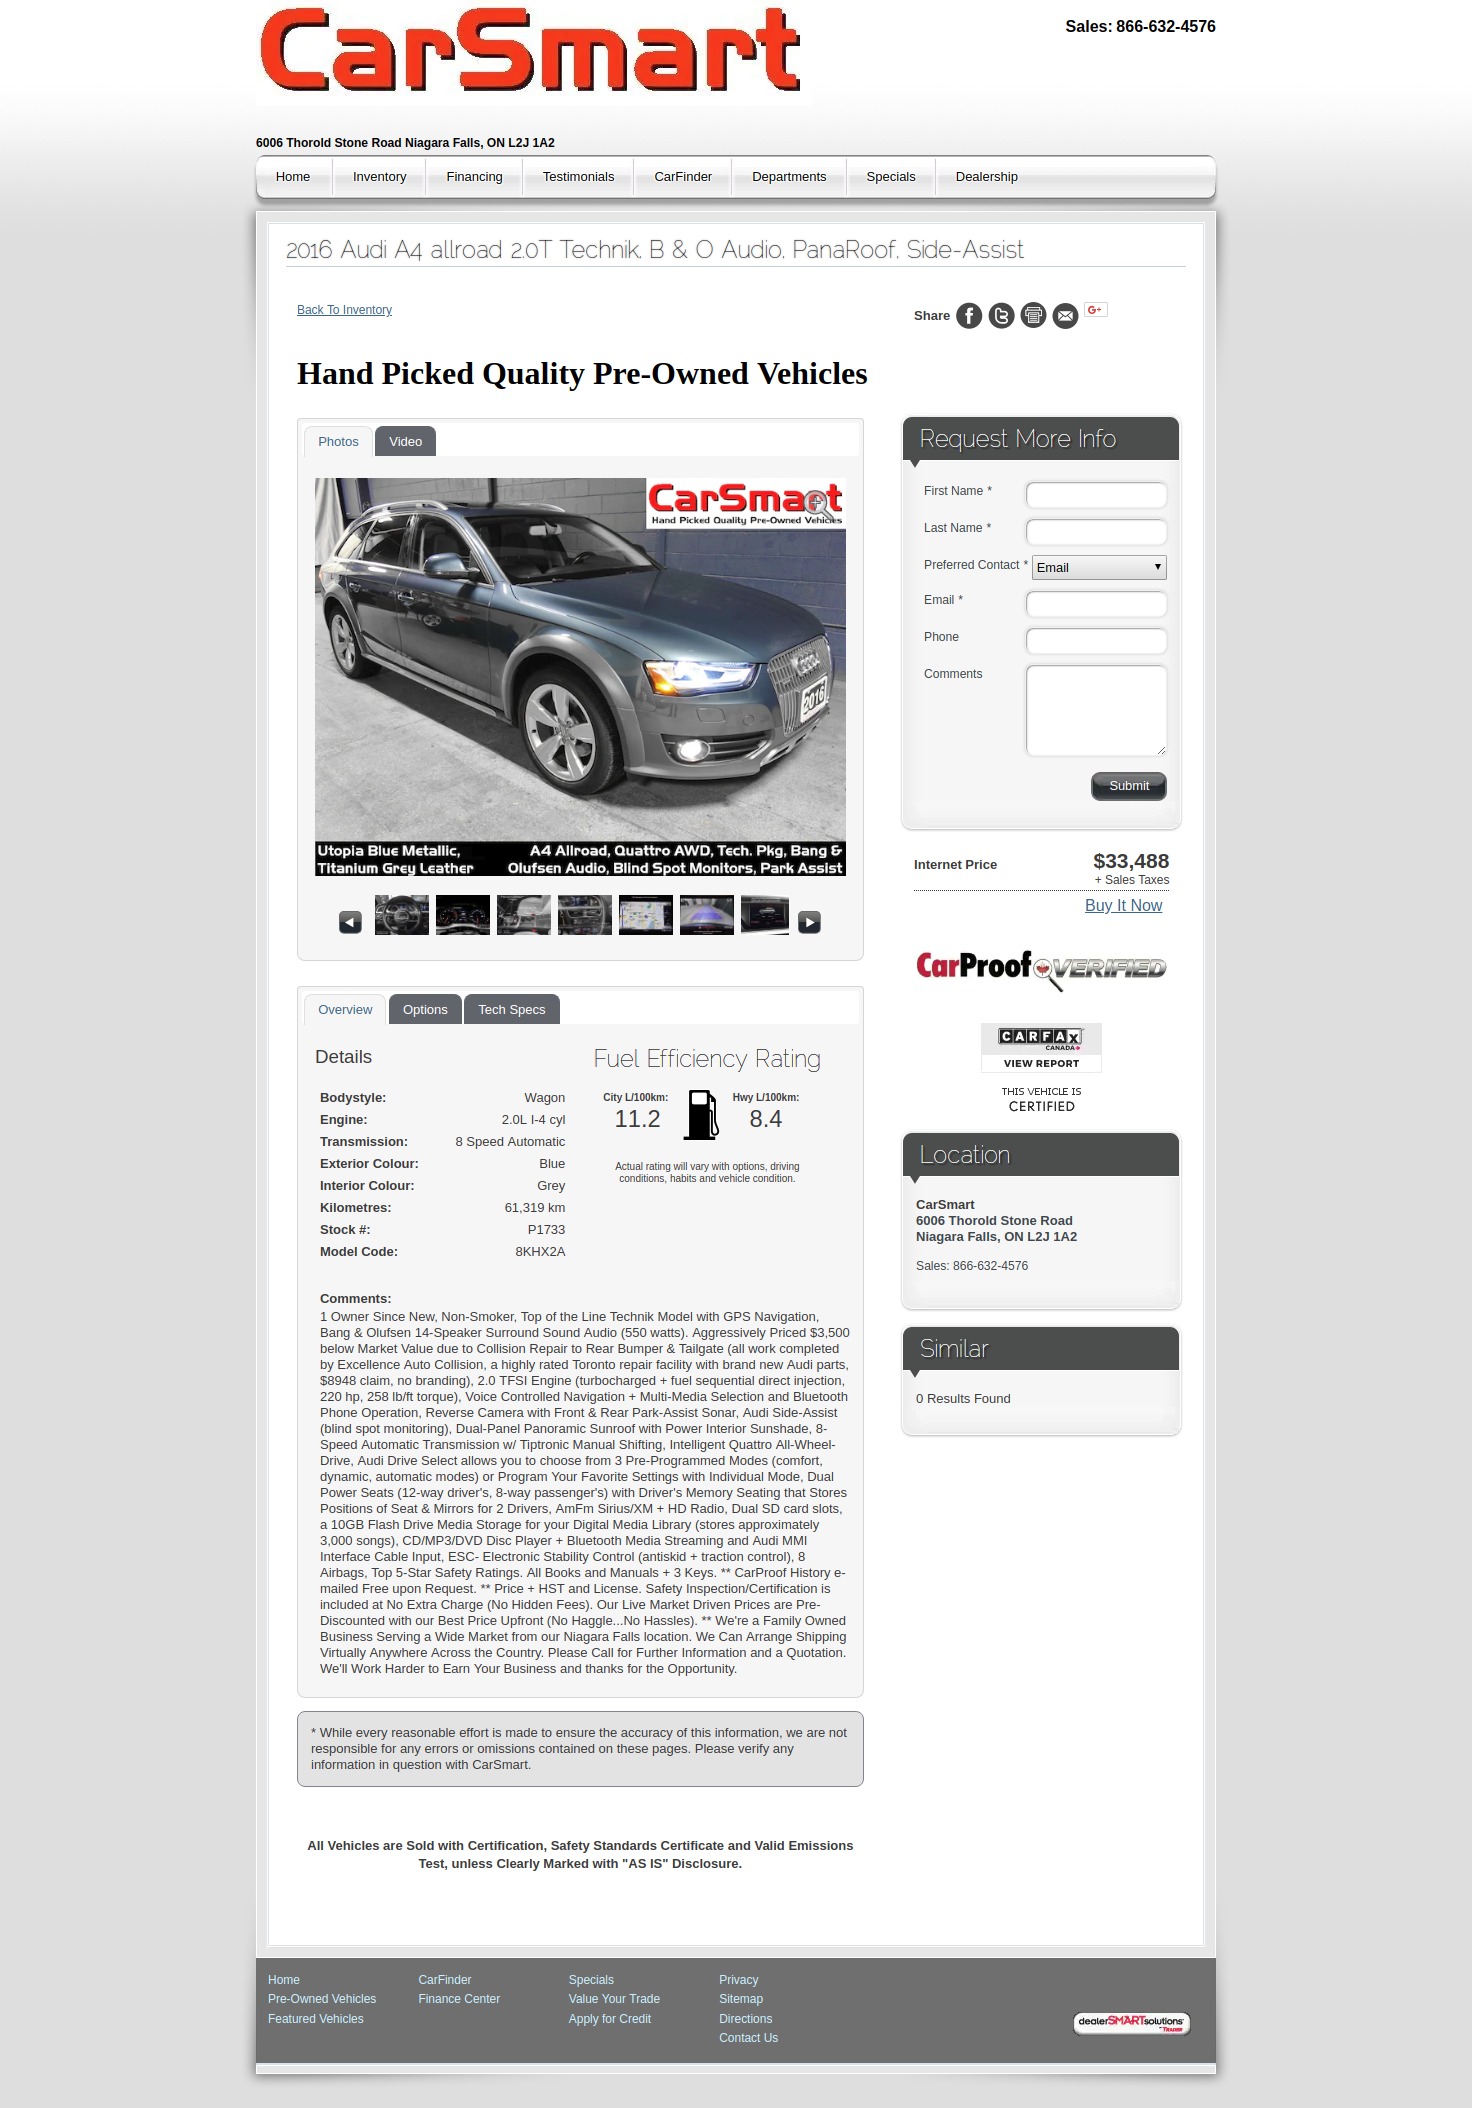 CarSmart
Sales: 866-632-4576
6006 Thorold Stone Road Niagara Falls, ON L2J 1A2
Home Inventory Financing Testimonials CarFinder Departments Specials Dealership
2016 Audi A4 allroad 2.0T Technik. B & O Audio. PanaRoof. Side-Assist
Back To Inventory
Share
G+
Hand Picked Quality Pre-Owned Vehicles
Photos Video
CarSmart
Hand Picked Quality Pre-Owned Vehicles
2016
Utopia Blue Metallic, A4 Allroad, Quattro AWD, Tech. Pkg, Bang &
Titanium Grey Leather Olufsen Audio, Blind Spot Monitors, Park Assist
Request More Info
First Name *
Last Name *
Preferred Contact * Email
Email *
Phone
Comments
Submit
Internet Price $33,488
+ Sales Taxes
Buy It Now
CarProof VERIFIED
CARFAX
CANADA
VIEW REPORT
THIS VEHICLE IS
CERTIFIED
Overview Options Tech Specs
Details
Bodystyle: Wagon
Engine: 2.0L I-4 cyl
Transmission: 8 Speed Automatic
Exterior Colour: Blue
Interior Colour: Grey
Kilometres: 61,319 km
Stock #: P1733
Model Code: 8KHX2A
Fuel Efficiency Rating
City L/100km: Hwy L/100km:
11.2 8.4
Actual rating will vary with options, driving
conditions, habits and vehicle condition.
Comments:
1 Owner Since New, Non-Smoker, Top of the Line Technik Model with GPS Navigation,
Bang & Olufsen 14-Speaker Surround Sound Audio (550 watts). Aggressively Priced $3,500
below Market Value due to Collision Repair to Rear Bumper & Tailgate (all work completed
by Excellence Auto Collision, a highly rated Toronto repair facility with brand new Audi parts,
$8948 claim, no branding), 2.0 TFSI Engine (turbocharged + fuel sequential direct injection,
220 hp, 258 lb/ft torque), Voice Controlled Navigation + Multi-Media Selection and Bluetooth
Phone Operation, Reverse Camera with Front & Rear Park-Assist Sonar, Audi Side-Assist
(blind spot monitoring), Dual-Panel Panoramic Sunroof with Power Interior Sunshade, 8-
Speed Automatic Transmission w/ Tiptronic Manual Shifting, Intelligent Quattro All-Wheel-
Drive, Audi Drive Select allows you to choose from 3 Pre-Programmed Modes (comfort,
dynamic, automatic modes) or Program Your Favorite Settings with Individual Mode, Dual
Power Seats (12-way driver's, 8-way passenger's) with Driver's Memory Seating that Stores
Positions of Seat & Mirrors for 2 Drivers, AmFm Sirius/XM + HD Radio, Dual SD card slots,
a 10GB Flash Drive Media Storage for your Digital Media Library (stores approximately
3,000 songs), CD/MP3/DVD Disc Player + Bluetooth Media Streaming and Audi MMI
Interface Cable Input, ESC- Electronic Stability Control (antiskid + traction control), 8
Airbags, Top 5-Star Safety Ratings. All Books and Manuals + 3 Keys. ** CarProof History e-
mailed Free upon Request. ** Price + HST and License. Safety Inspection/Certification is
included at No Extra Charge (No Hidden Fees). Our Live Market Driven Prices are Pre-
Discounted with our Best Price Upfront (No Haggle...No Hassles). ** We're a Family Owned
Business Serving a Wide Market from our Niagara Falls location. We Can Arrange Shipping
Virtually Anywhere Across the Country. Please Call for Further Information and a Quotation.
We'll Work Harder to Earn Your Business and thanks for the Opportunity.
Location
CarSmart
6006 Thorold Stone Road
Niagara Falls, ON L2J 1A2
Sales: 866-632-4576
Similar
0 Results Found
* While every reasonable effort is made to ensure the accuracy of this information, we are not
responsible for any errors or omissions contained on these pages. Please verify any
information in question with CarSmart.
All Vehicles are Sold with Certification, Safety Standards Certificate and Valid Emissions
Test, unless Clearly Marked with "AS IS" Disclosure.
Home CarFinder Specials Privacy
Pre-Owned Vehicles Finance Center Value Your Trade Sitemap
Featured Vehicles Apply for Credit Directions
Contact Us
dealerSMARTsolutions
by TRADER